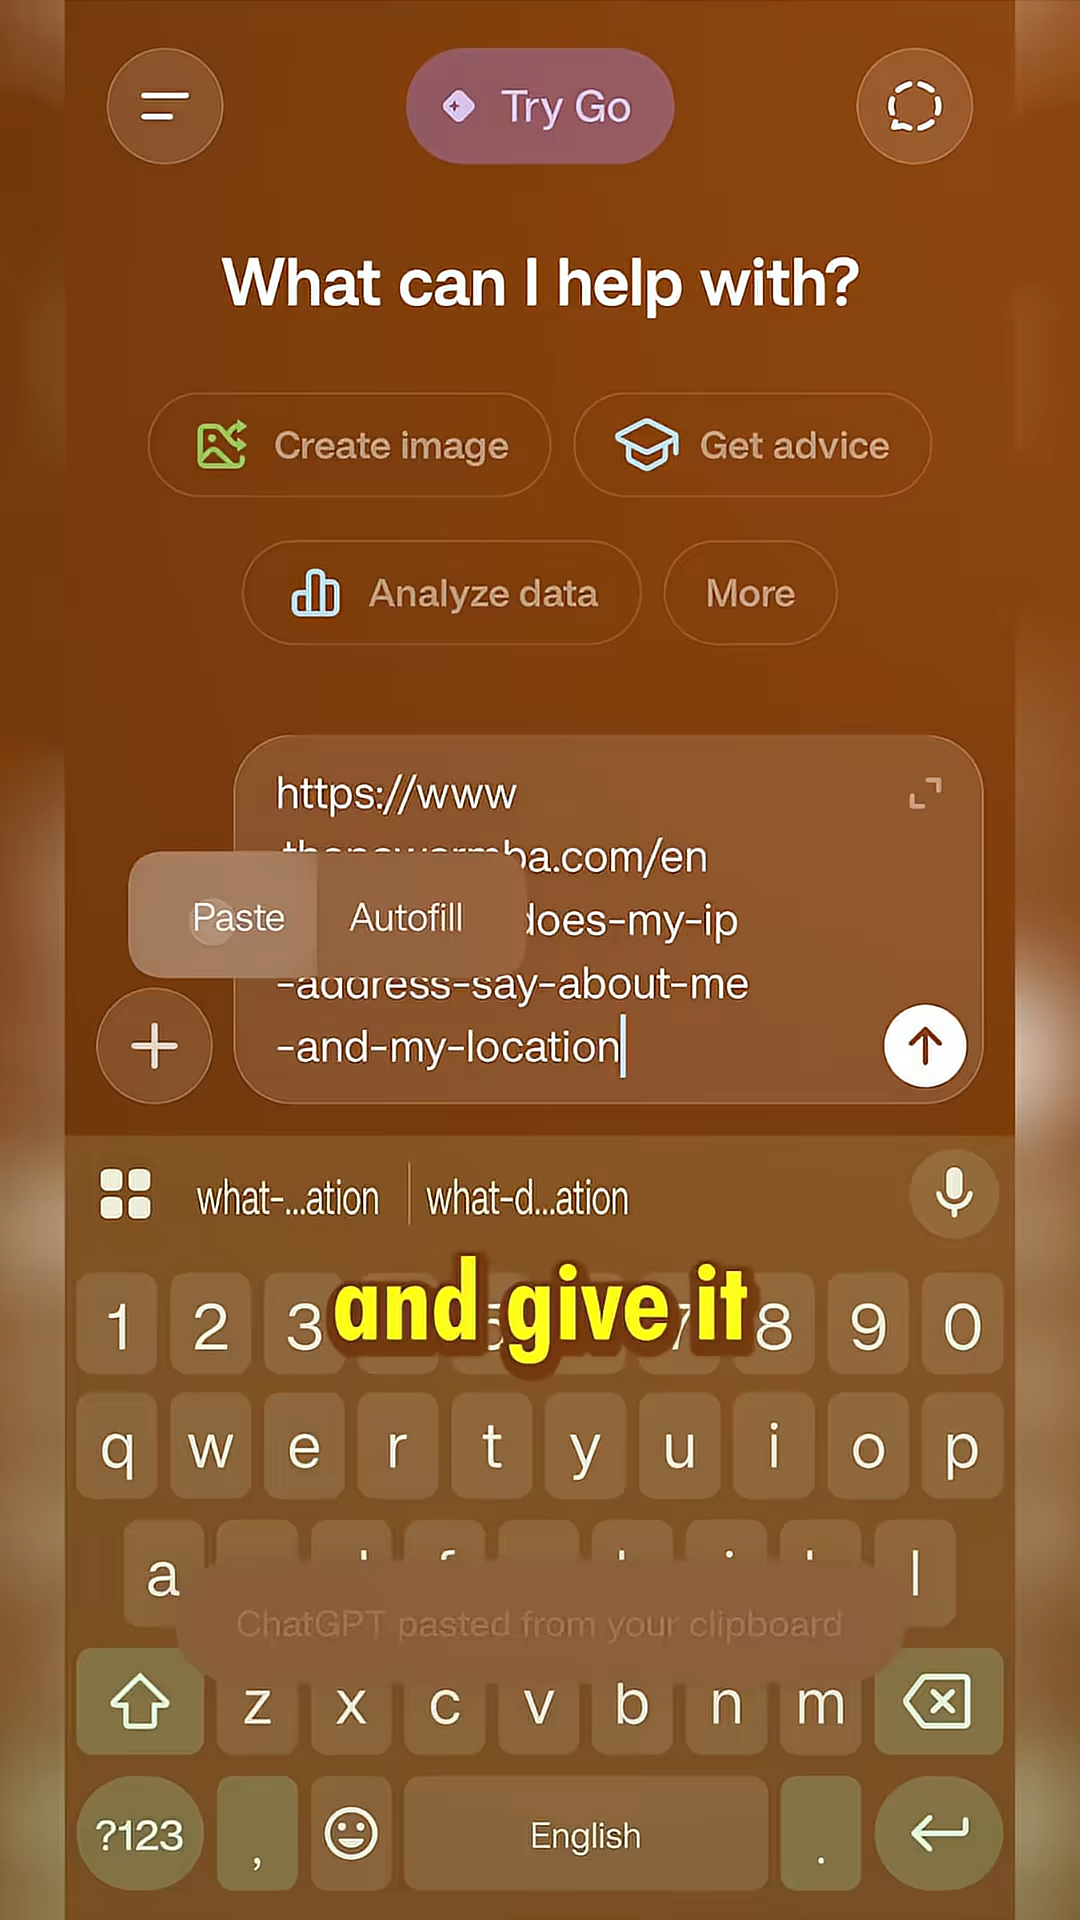 Try Go
What can I help with?
Create image
Get advice
Analyze data
More
https://www
.com/en
Paste
Autofill
does-my-ip
-address-say-about-me
-and-my-location
what-...ation
what-d...ation
and give it
1 2 3 8 9 0
q w e r t y u i o p
a l
ChatGPT pasted from your clipboard
z x c v b n m
?123 , English .